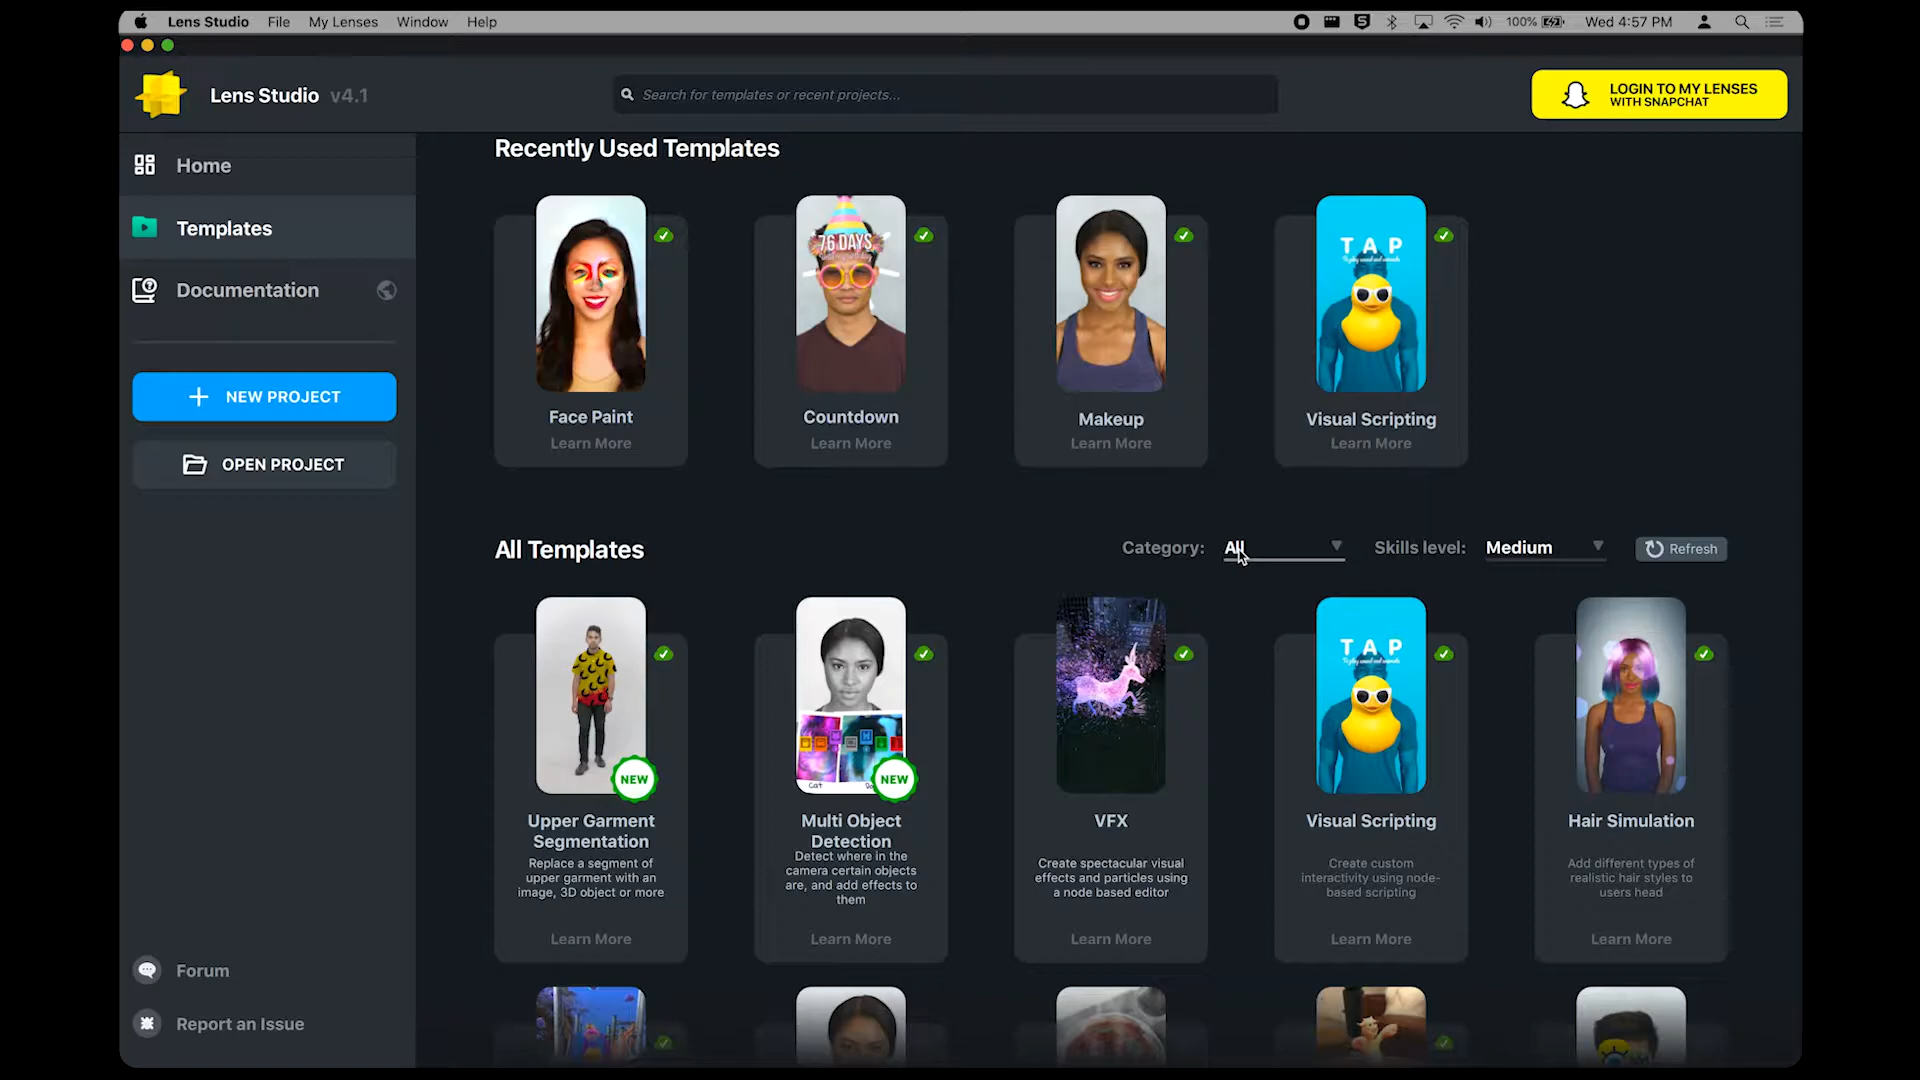 Lens Studio File My Lenses Window Help 100% Wed 4:57 PM
Lens Studio v4.1
Search for templates or recent projects...
LOGIN TO MY LENSES
WITH SNAPCHAT
Home
Templates
Documentation
NEW PROJECT
OPEN PROJECT
Forum
Report an Issue
Recently Used Templates
76 DAYS
TAP
Face Paint
Learn More
Countdown
Learn More
Makeup
Learn More
Visual Scripting
Learn More
All Templates
Category: All Skills level: Medium Refresh
NEW
Upper Garment
Segmentation
Replace a segment of
upper garment with an
image, 3D object or more
Learn More
Cat
NEW
Multi Object
Detection
Detect where in the
camera certain objects
are, and add effects to
them
Learn More
VFX
Create spectacular visual
effects and particles using
a node based editor
Learn More
TAP
Visual Scripting
Create custom
interactivity using node-
based scripting
Learn More
Hair Simulation
Add different types of
realistic hair styles to
users head
Learn More